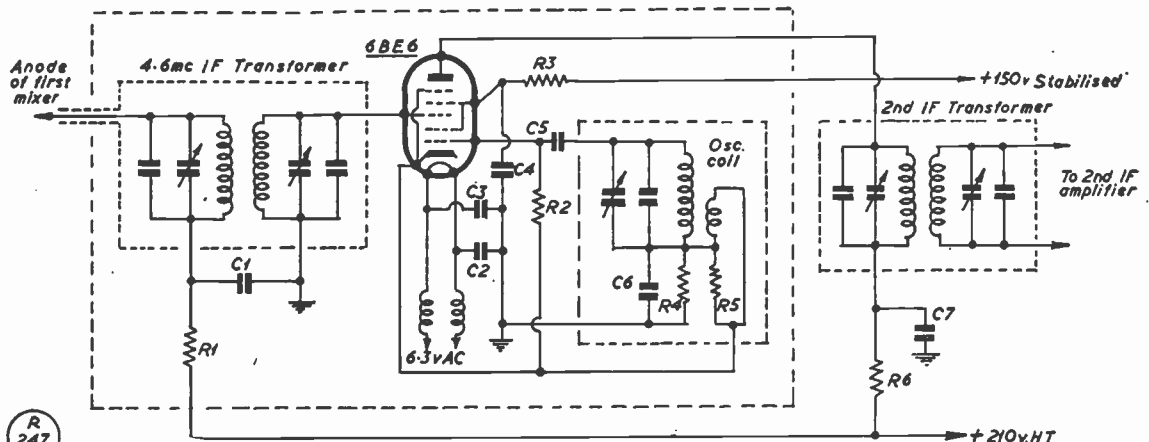 Anode
of first
mixer
4.6mc IF Transformer
6BE6
R3
+150v Stabilised
2nd IF Transformer
C5
Osc.
coil
C4
C3
R2
To 2nd IF
amplifier
C1
C2
C6
R4
R5
C7
R1
6.3vAC
R6
R
247
+210v.HT